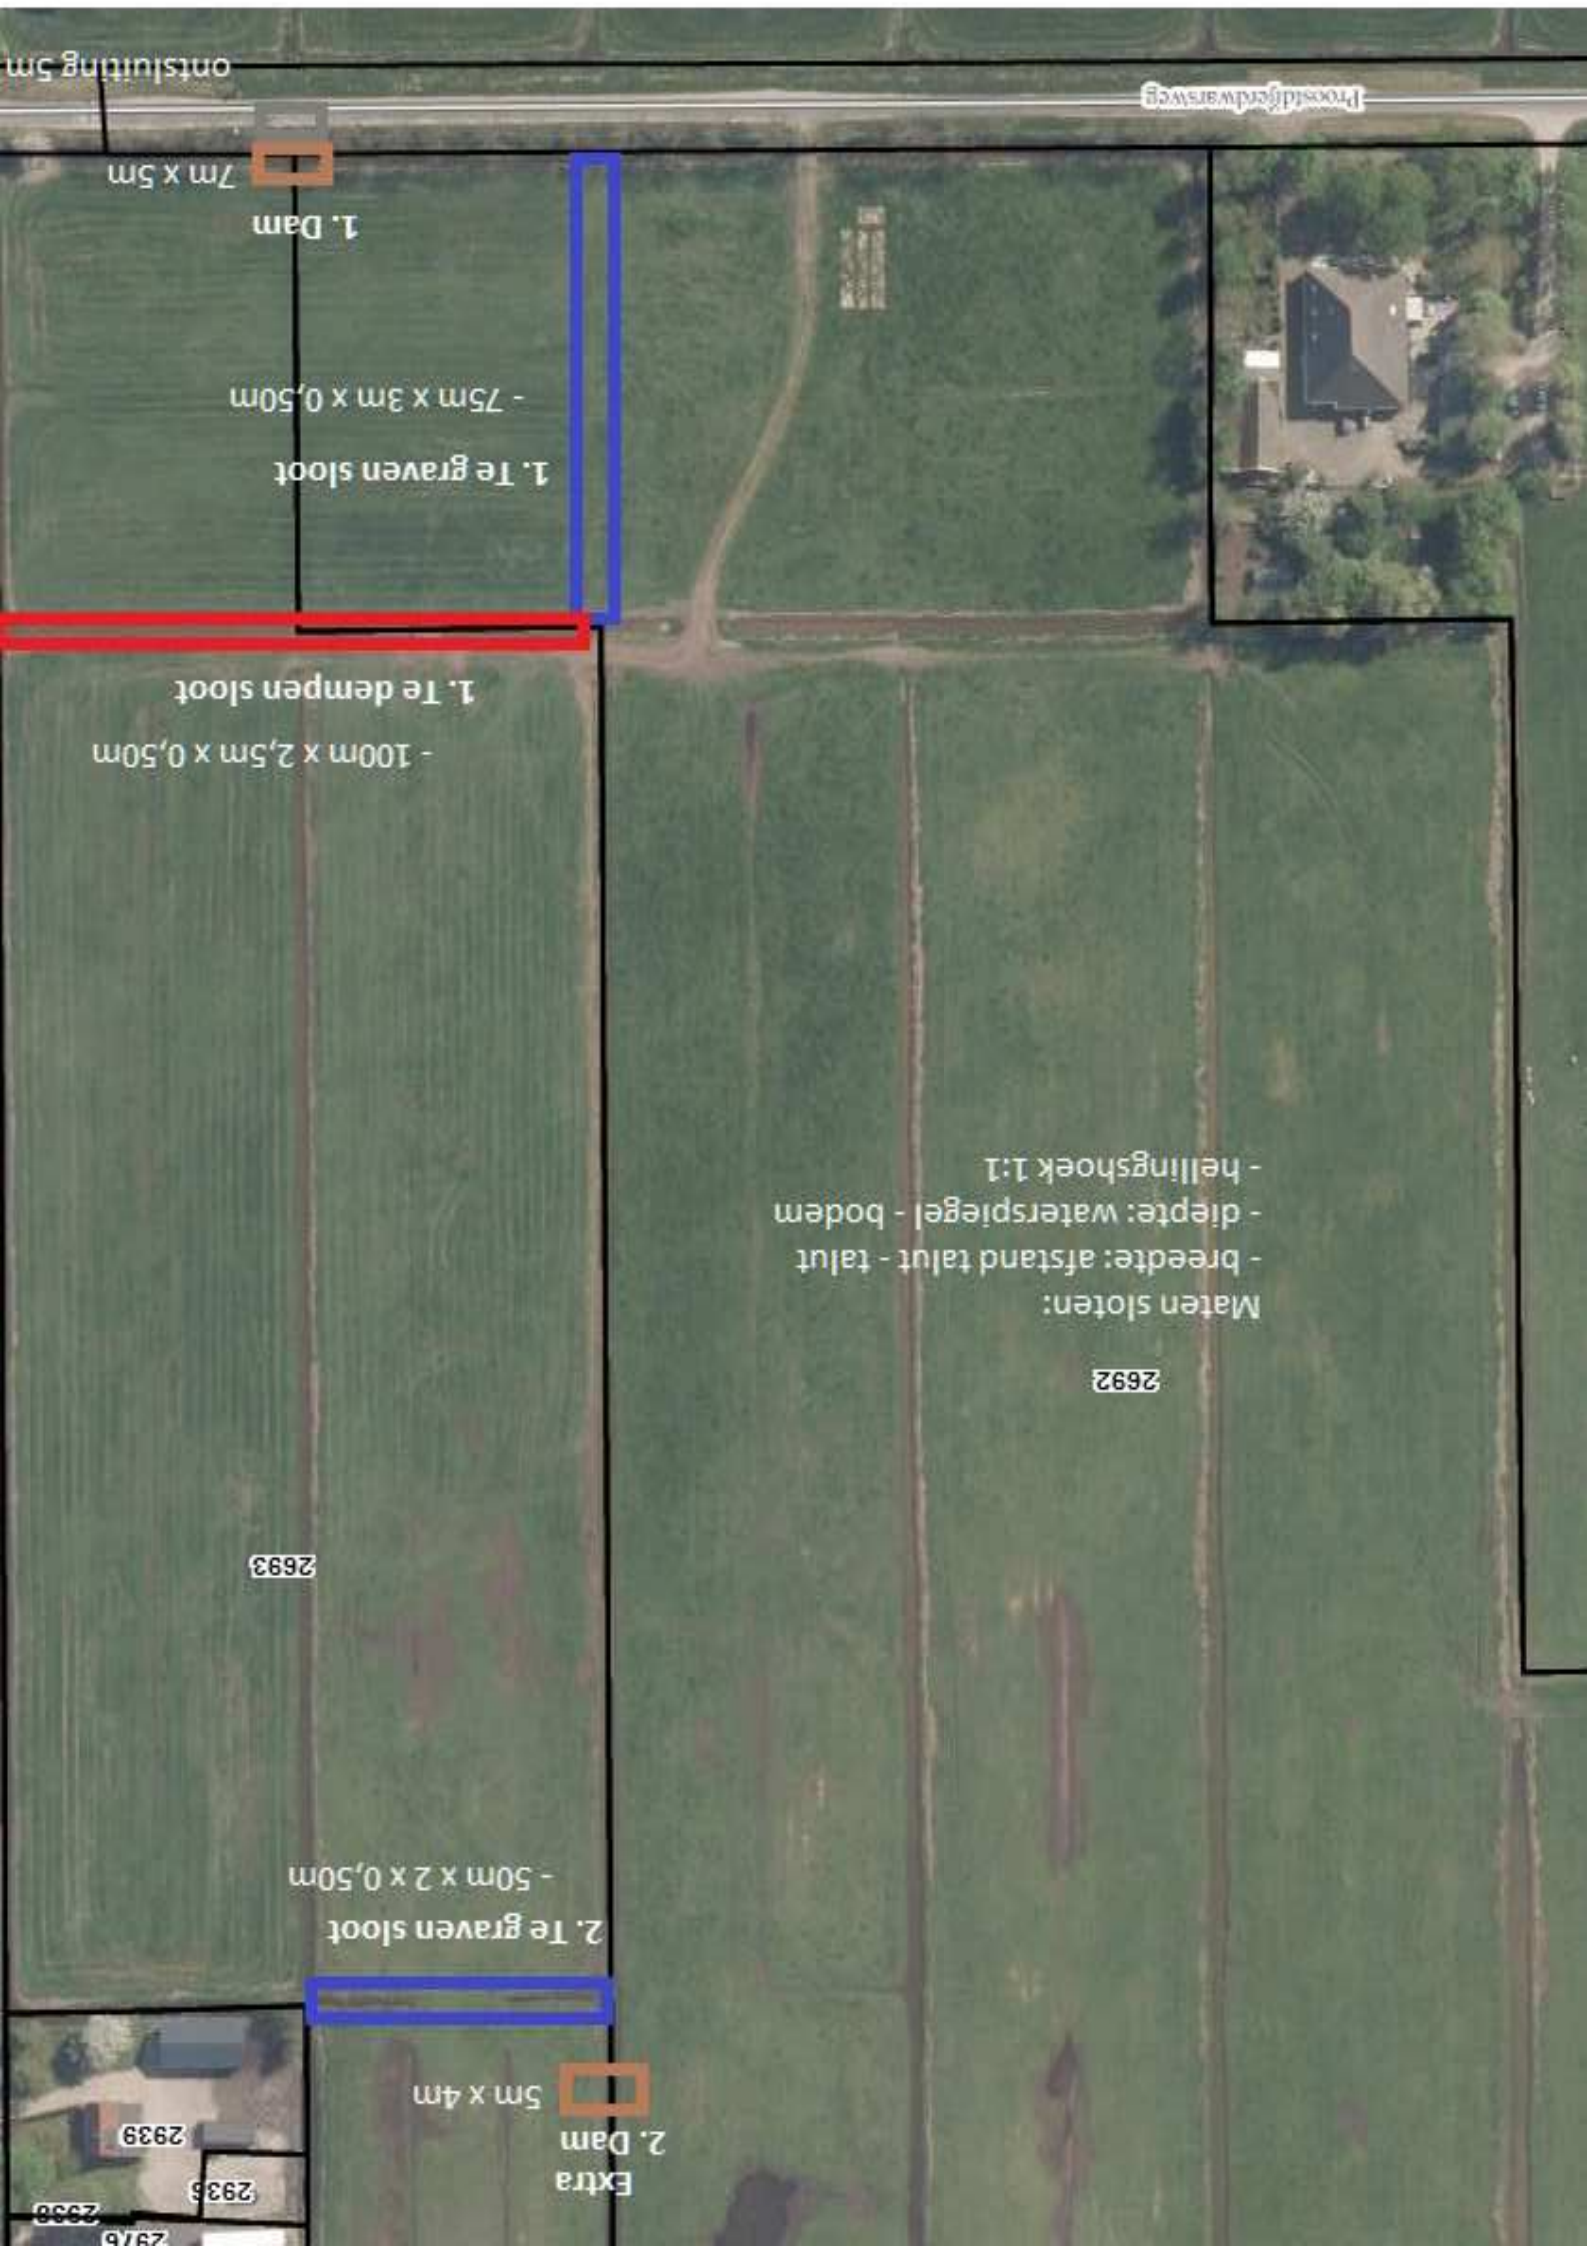 2976
2938
2936
2939
Extra
2. Dam
5m x 4m
2. Te graven sloot
- 50m x 2 x 0,50m
2693
2692
Maten sloten:
- breedte: afstand talut - talut
- diepte: waterspiegel - bodem
- hellingshoek 1:1
- 100m x 2,5m x 0,50m
1. Te dempen sloot
1. Te graven sloot
- 75m x 3m x 0,50m
1. Dam
7m x 5m
Proostdijerdwarsweg
ontsluiting 5m